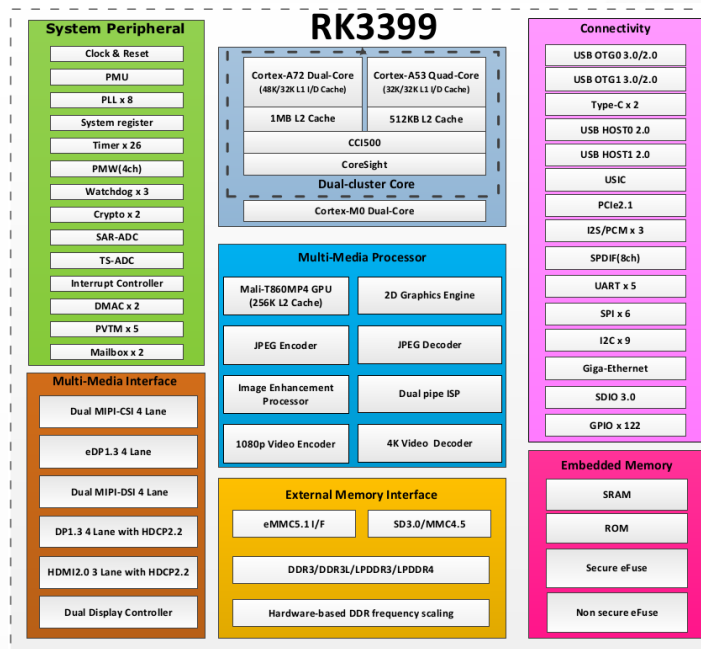 RK3399
System Peripheral
Clock & Reset
PMU
PLL x 8
System register
Timer x 26
PMW(4ch)
Watchdog x 3
Crypto x 2
SAR-ADC
TS-ADC
Interrupt Controller
DMAC x 2
PVTM x 5
Mailbox x 2
Multi-Media Interface
Dual MIPI-CSI 4 Lane
eDP1.3 4 Lane
Dual MIPI-DSI 4 Lane
DP1.3 4 Lane with HDCP2.2
HDMI2.0 3 Lane with HDCP2.2
Dual Display Controller
Cortex-A72 Dual-Core
(48K/32K L1 I/D Cache)
Cortex-A53 Quad-Core
(32K/32K L1 I/D Cache)
1MB L2 Cache
512KB L2 Cache
CCI500
CoreSight
Dual-cluster Core
Cortex-M0 Dual-Core
Multi-Media Processor
Mali-T860MP4 GPU
(256K L2 Cache)
2D Graphics Engine
JPEG Encoder
JPEG Decoder
Image Enhancement
Processor
Dual pipe ISP
1080p Video Encoder
4K Video Decoder
External Memory Interface
eMMC5.1 I/F
SD3.0/MMC4.5
DDR3/DDR3L/LPDDR3/LPDDR4
Hardware-based DDR frequency scaling
Connectivity
USB OTG0 3.0/2.0
USB OTG1 3.0/2.0
Type-C x 2
USB HOST0 2.0
USB HOST1 2.0
USIC
PCIe2.1
I2S/PCM x 3
SPDIF(8ch)
UART x 5
SPI x 6
I2C x 9
Giga-Ethernet
SDIO 3.0
GPIO x 122
Embedded Memory
SRAM
ROM
Secure eFuse
Non secure eFuse